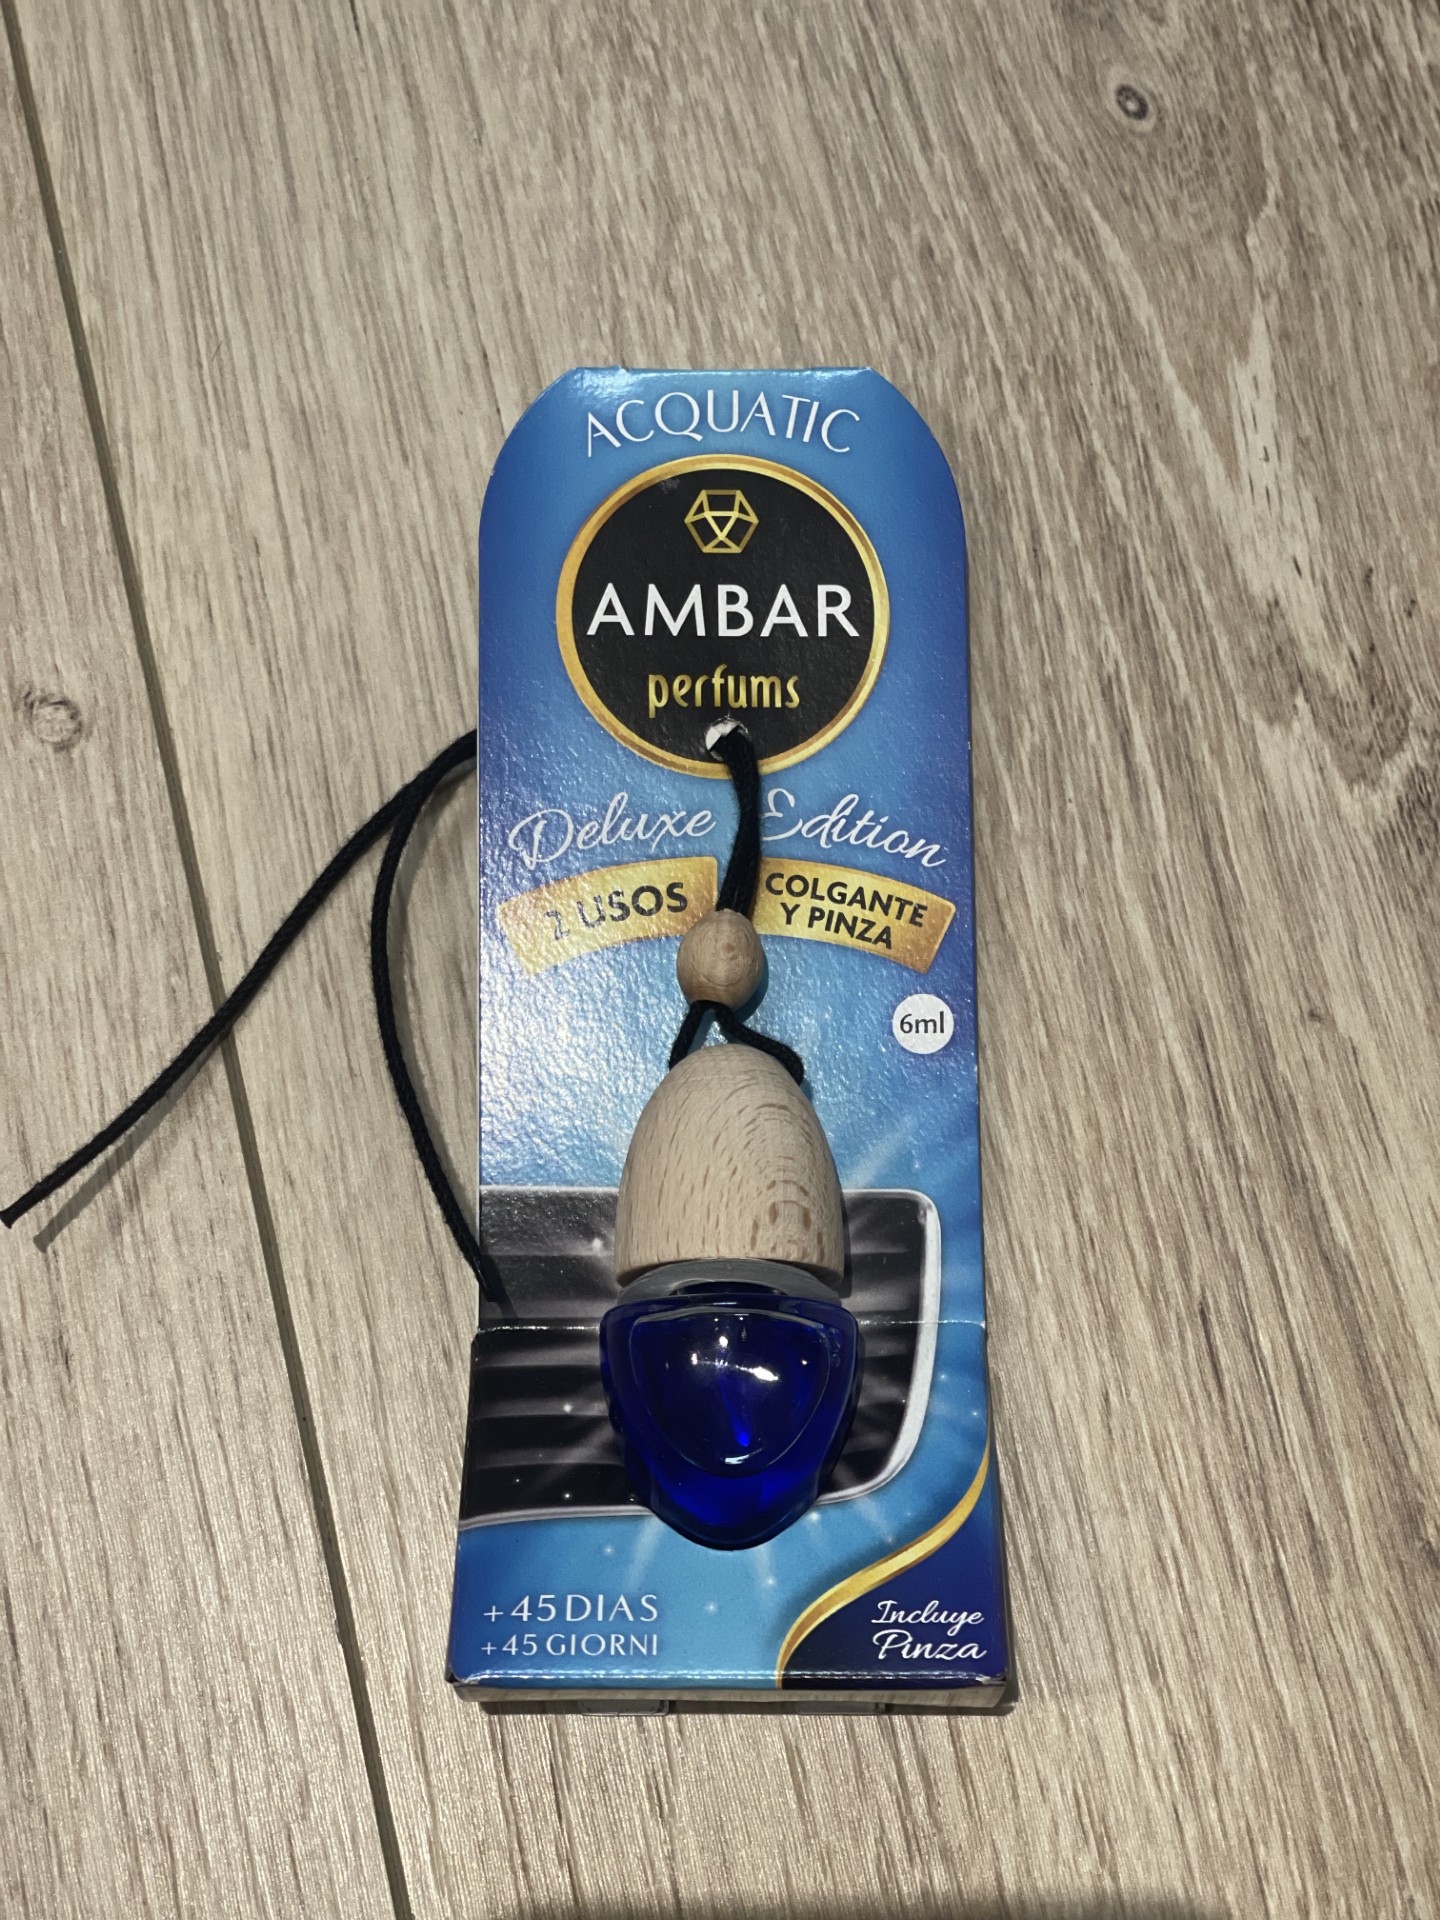 ACQUATIC
AMBAR
perfums
Deluxe Edition
2 USOS
COLGANTE
Y PINZA
6ml
+45 DIAS
+45 GIORNI
Incluye
Pinza